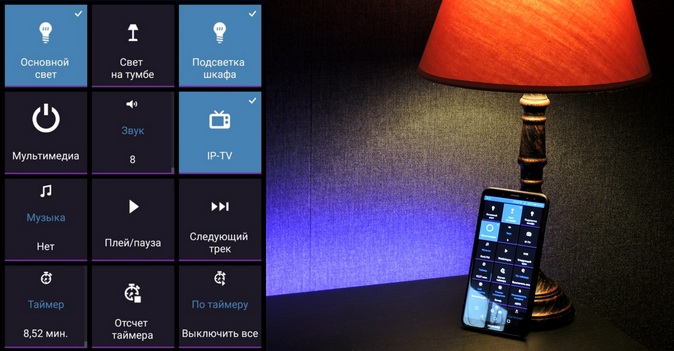 Основной
свет
Свет
на тумбе
Подсветка
шкафа
Мультимедиа
Звук
8
IP-TV
Музыка
Нет
Плей/пауза
Следующий
трек
Таймер
8,52 мин.
Отсчет
таймера
По таймеру
Выключить все